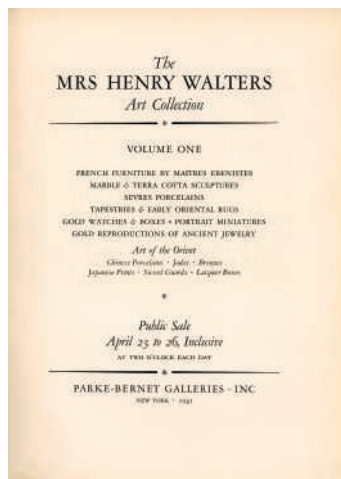 The
MRS HENRY WALTERS
Art Collection
VOLUME ONE
FRENCH FURNITURE BY MAITRES EBENISTES
MARBLE & TERRA COTTA SCULPTURES
SEVRES PORCELAINS
TAPESTRIES & EARLY ORIENTAL RUGS
GOLD WATCHES & BOXES • PORTRAIT MINIATURES
GOLD REPRODUCTIONS OF ANCIENT JEWELRY
Art of the Orient
Chinese Porcelains • Jades • Bronzes
Japanese Prints • Sword Guards • Lacquer Boxes
Public Sale
April 23 to 26, Inclusive
AT TWO O'CLOCK EACH DAY
PARKE-BERNET GALLERIES • INC
NEW YORK • 1941